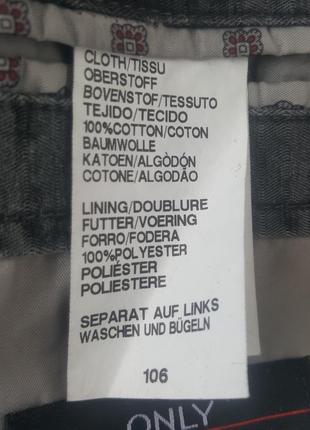 CLOTH/TISSU
OBERSTOFF
BOVENSTOF/TESSUTO
TEJIDO/TECIDO
100%COTTON/COTON
BAUMWOLLE
KATOEN/ALGÒDÓN
COTONE/ALGODÃO
LINING/DOUBLURE
FUTTER/VOERING
FORRO/FODERA
100%POLYESTER
POLIÉSTER
POLIESTERE
SEPARAT AUF LINKS
WASCHEN UND BÜGELN
106
ONLY